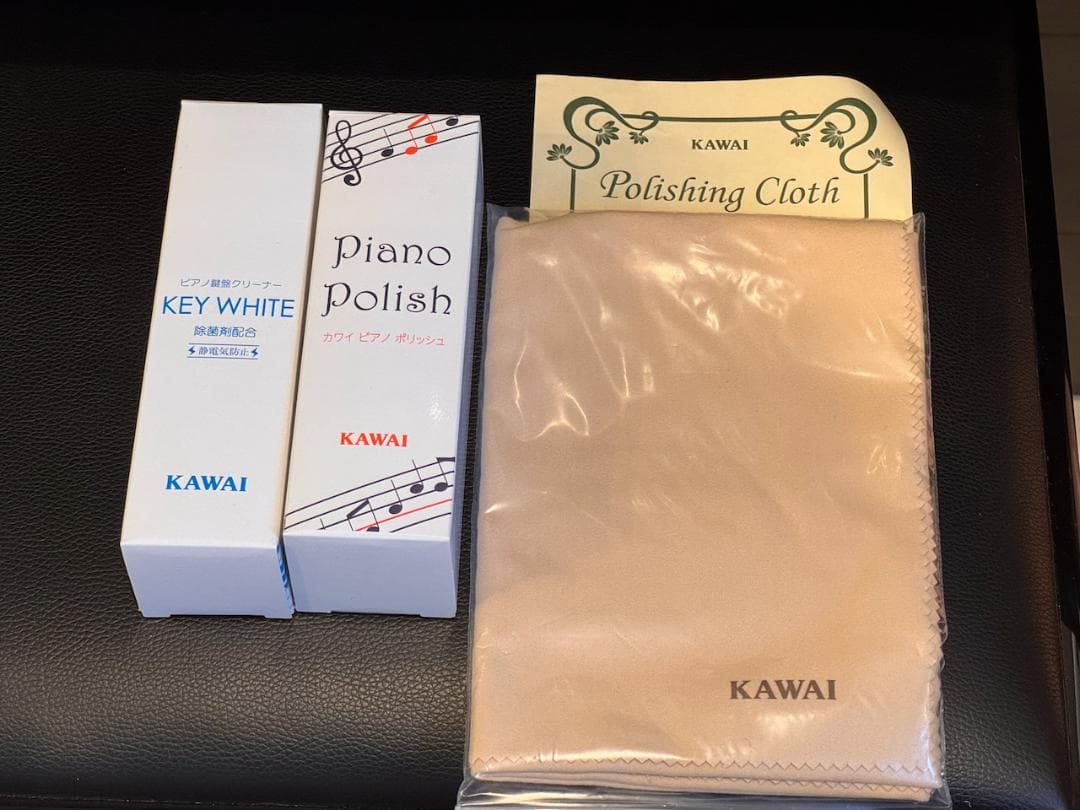 ピアノ鍵盤クリーナー
KEY WHITE
除菌剤配合
静電気防止
KAWAI
Piano
Polish
カワイ ピアノ ポリッシュ
KAWAI
KAWAI
Polishing Cloth
KAWAI